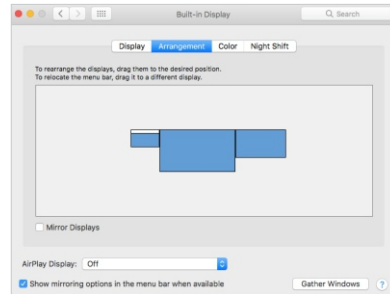 Built-in Display
Search
Display Arrangement Color Night Shift
To rearrange the displays, drag them to the desired position.
To relocate the menu bar, drag it to a different display.
Mirror Displays
AirPlay Display: Off
Show mirroring options in the menu bar when available
Gather Windows ?